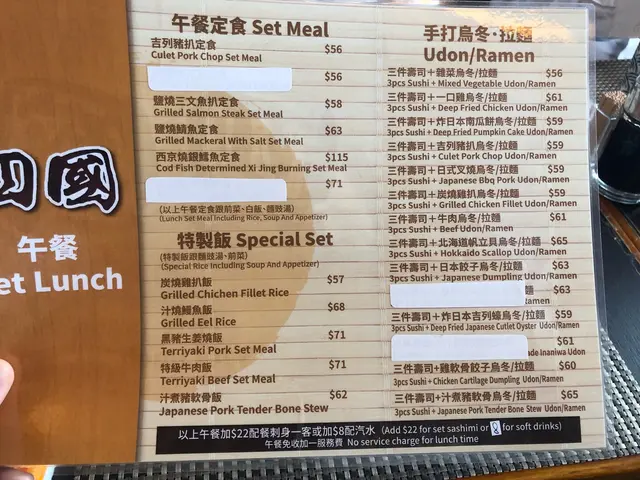 四國
午餐
et Lunch
午餐定食 Set Meal
吉列豬扒定食 $56
Culet Pork Chop Set Meal
$56
鹽燒三文魚扒定食 $58
Grilled Salmon Steak Set Meal
鹽燒鯖魚定食 $63
Grilled Mackeral With Salt Set Meal
西京燒銀鱈魚定食 $115
Cod Fish Determined Xi Jing Burning Set Meal
$71
(以上午餐定食跟前菜、白飯、麵豉湯)
(Lunch Set Meal Including Rice, Soup And Appetizer)
特製飯 Special Set
(特製飯跟麵豉湯、前菜)
(Special Rice Including Soup And Appetizer)
炭燒雞扒飯 $57
Grilled Chichen Fillet Rice
汁燒鰻魚飯 $68
Grilled Eel Rice
黑豬生姜燒飯 $71
Terriyaki Pork Set Meal
特級牛肉飯 $71
Terriyaki Beef Set Meal
汁煮豬軟骨飯 $62
Japanese Pork Tender Bone Stew
手打烏冬·拉麵
Udon/Ramen
三件壽司＋雜菜烏冬/拉麵 $56
3pcs Sushi + Mixed Vegetable Udon/Ramen
三件壽司＋一口雞烏冬/拉麵 $61
3pcs Sushi + Deep Fried Chicken Udon/Ramen
三件壽司＋炸日本南瓜餅烏冬/拉麵 $59
3pcs Sushi + Deep Fried Pumpkin Cake Udon/Ramen
三件壽司＋吉列豬扒烏冬/拉麵 $59
3pcs Sushi + Culet Pork Chop Udon/Ramen
三件壽司＋日式叉燒烏冬/拉麵 $59
3pcs Sushi + Japanese Bbq Pork Udon/Ramen
三件壽司＋炭燒雞扒烏冬/拉麵 $59
3pcs Sushi + Grilled Chicken Fillet Udon/Ramen
三件壽司＋牛肉烏冬/拉麵 $61
3pcs Sushi + Beef Udon/Ramen
三件壽司＋北海道帆立貝烏冬/拉麵 $65
3pcs Sushi + Hokkaido Scallop Udon/Ramen
三件壽司＋日本餃子烏冬/拉麵 $63
3pcs Sushi + Japanese Dumpling Udon/Ramen
麵 $63
Udon/Ramen
三件壽司＋炸日本吉列蠔烏冬/拉麵 $59
3pcs Sushi + Deep Fried Japanese Cutlet Oyster Udon/Ramen
$61
ade Inaniwa Udon
三件壽司＋雞軟骨餃子烏冬/拉麵 $60
3pcs Sushi + Chicken Cartilage Dumpling Udon/Ramen
三件壽司＋汁煮豬軟骨烏冬/拉麵 $65
3pcs Sushi + Japanese Pork Tender Bone Stew Udon/Ramen
以上午餐加$22配餐刺身一客或加$8配汽水 (Add $22 for set sashimi or $8 for soft drinks)
午餐免收加一服務費 No service charge for lunch time